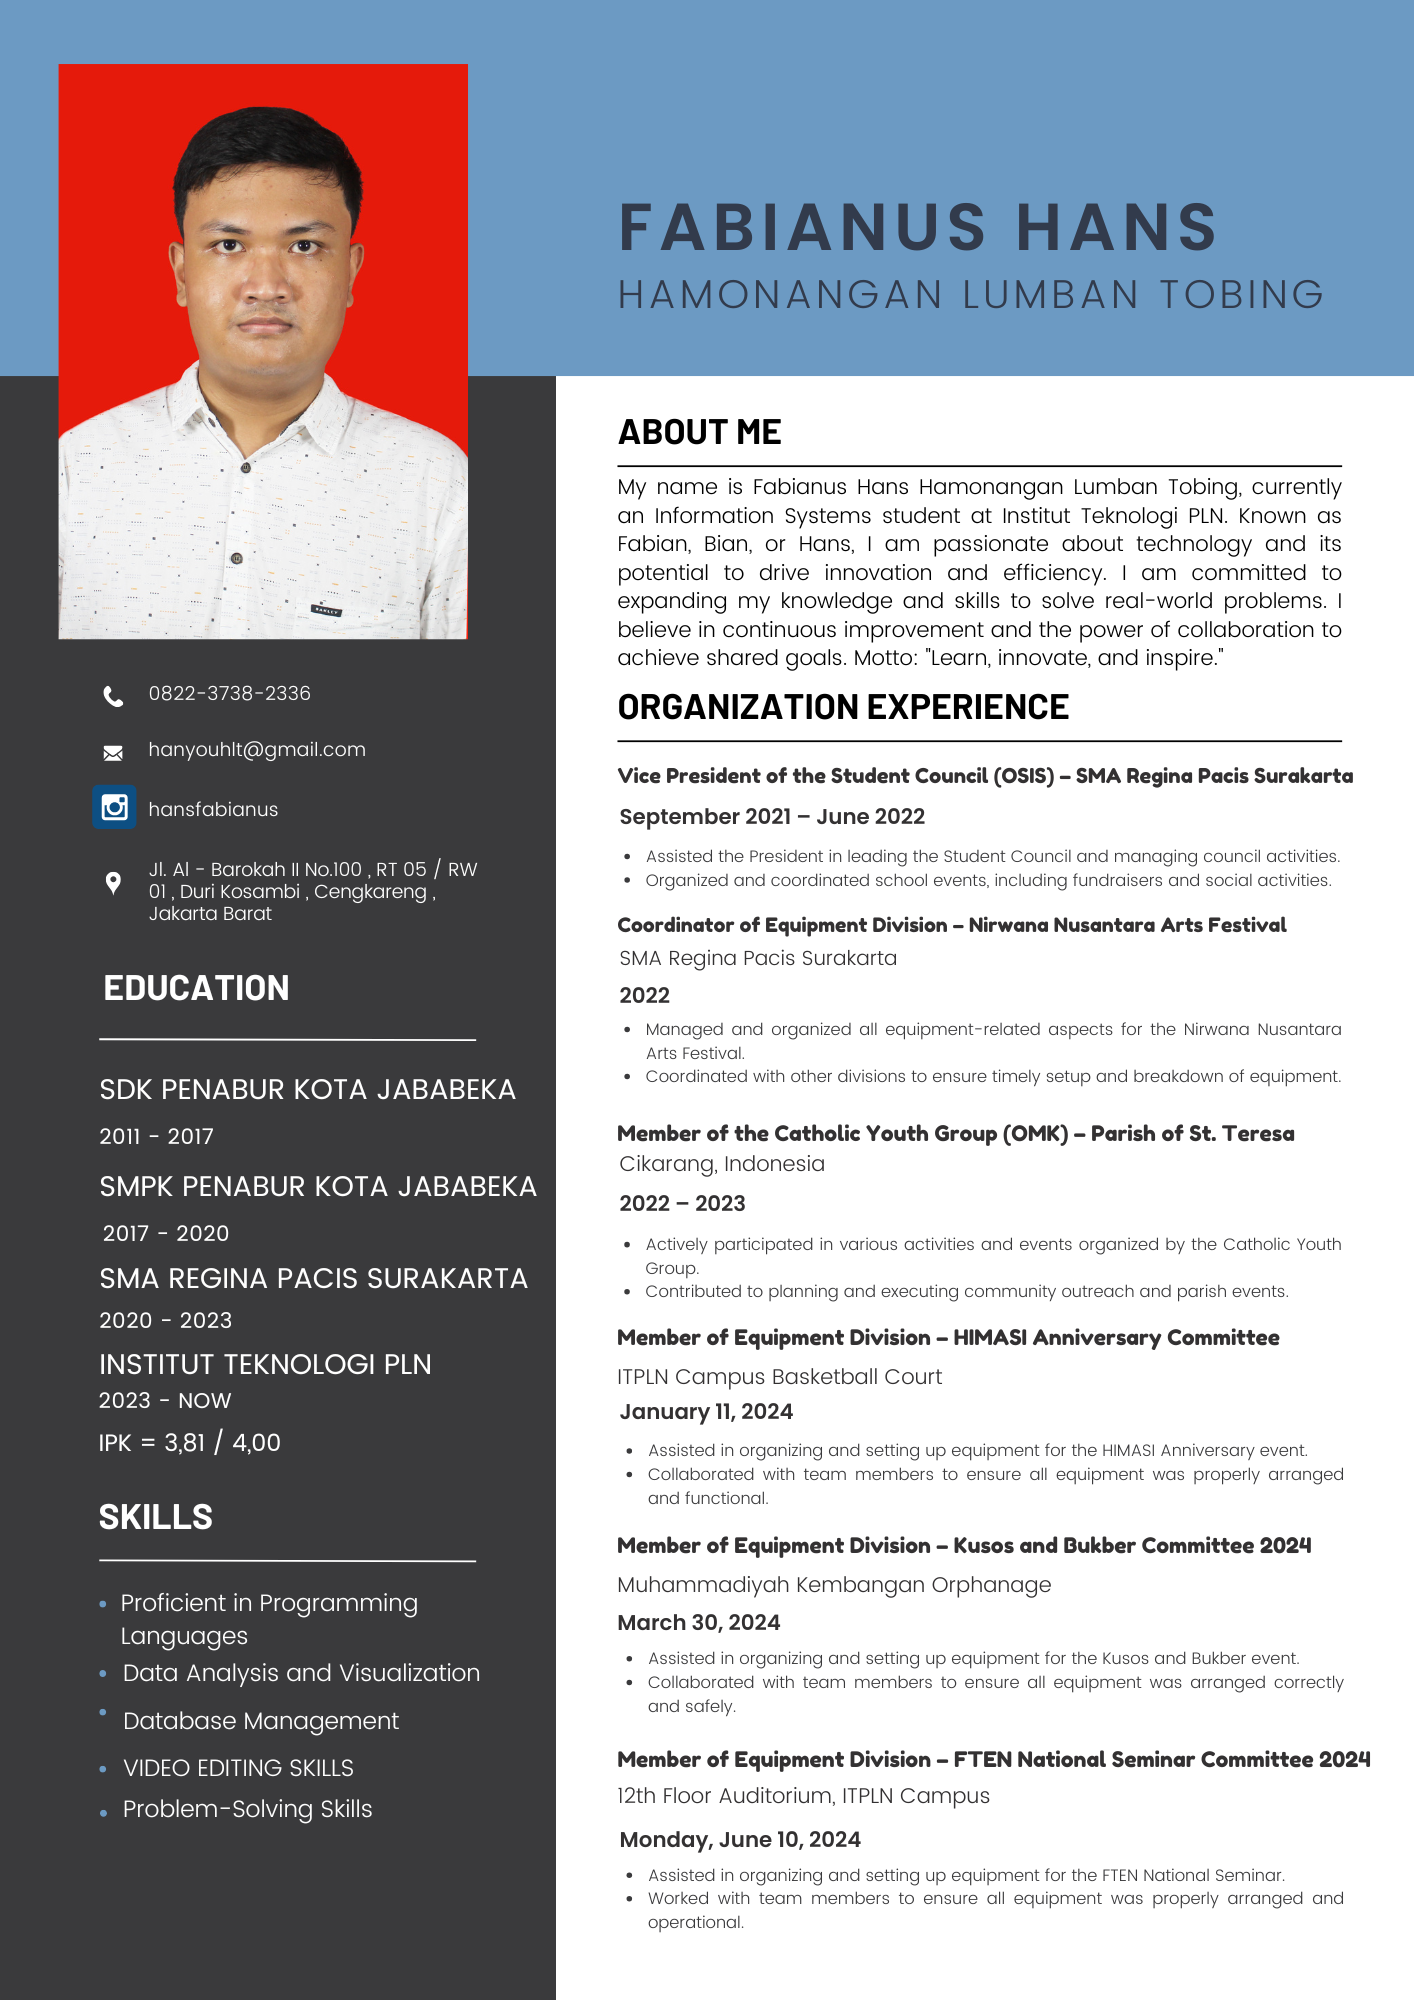 FABIANUS HANS
HAMONANGAN LUMBAN TOBING
0822-3738-2336
hanyouhlt@gmail.com
hansfabianus
Jl. Al - Barokah II No.100 , RT 05 / RW
01 , Duri Kosambi , Cengkareng ,
Jakarta Barat
EDUCATION
SDK PENABUR KOTA JABABEKA
2011 - 2017
SMPK PENABUR KOTA JABABEKA
2017 - 2020
SMA REGINA PACIS SURAKARTA
2020 - 2023
INSTITUT TEKNOLOGI PLN
2023 - NOW
IPK = 3,81 / 4,00
SKILLS
• Proficient in Programming
Languages
• Data Analysis and Visualization
• Database Management
• VIDEO EDITING SKILLS
• Problem-Solving Skills
ABOUT ME
My name is Fabianus Hans Hamonangan Lumban Tobing, currently
an Information Systems student at Institut Teknologi PLN. Known as
Fabian, Bian, or Hans, I am passionate about technology and its
potential to drive innovation and efficiency. I am committed to
expanding my knowledge and skills to solve real-world problems. I
believe in continuous improvement and the power of collaboration to
achieve shared goals. Motto: "Learn, innovate, and inspire."
ORGANIZATION EXPERIENCE
Vice President of the Student Council (OSIS) – SMA Regina Pacis Surakarta
September 2021 – June 2022
• Assisted the President in leading the Student Council and managing council activities.
• Organized and coordinated school events, including fundraisers and social activities.
Coordinator of Equipment Division – Nirwana Nusantara Arts Festival
SMA Regina Pacis Surakarta
2022
• Managed and organized all equipment-related aspects for the Nirwana Nusantara
Arts Festival.
• Coordinated with other divisions to ensure timely setup and breakdown of equipment.
Member of the Catholic Youth Group (OMK) – Parish of St. Teresa
Cikarang, Indonesia
2022 – 2023
• Actively participated in various activities and events organized by the Catholic Youth
Group.
• Contributed to planning and executing community outreach and parish events.
Member of Equipment Division – HIMASI Anniversary Committee
ITPLN Campus Basketball Court
January 11, 2024
• Assisted in organizing and setting up equipment for the HIMASI Anniversary event.
• Collaborated with team members to ensure all equipment was properly arranged
and functional.
Member of Equipment Division – Kusos and Bukber Committee 2024
Muhammadiyah Kembangan Orphanage
March 30, 2024
• Assisted in organizing and setting up equipment for the Kusos and Bukber event.
• Collaborated with team members to ensure all equipment was arranged correctly
and safely.
Member of Equipment Division – FTEN National Seminar Committee 2024
12th Floor Auditorium, ITPLN Campus
Monday, June 10, 2024
• Assisted in organizing and setting up equipment for the FTEN National Seminar.
• Worked with team members to ensure all equipment was properly arranged and
operational.